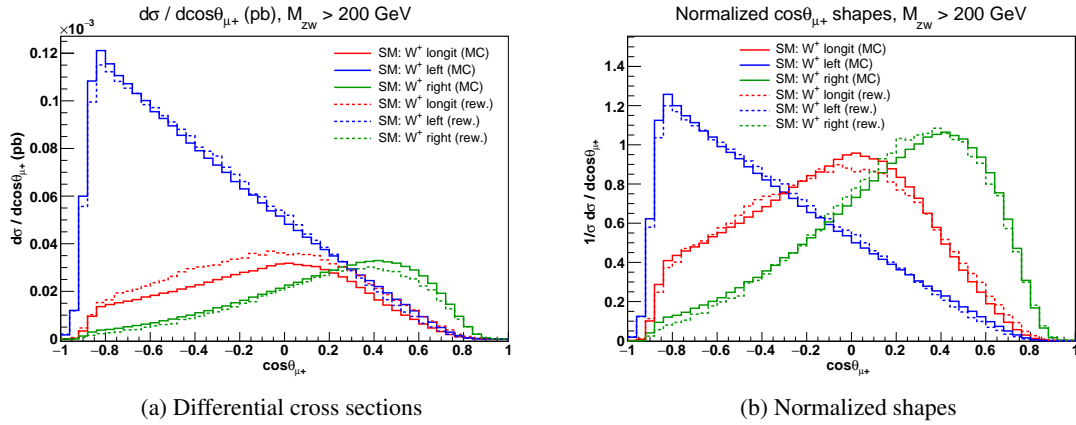 dσ / dcosθμ+ (pb), Mzw > 200 GeV
×10⁻³
0.12
0.1
0.08
0.06
0.04
0.02
0
dσ / dcosθμ+ (pb)
SM: W⁺ longit (MC)
SM: W⁺ left (MC)
SM: W⁺ right (MC)
SM: W⁺ longit (rew.)
SM: W⁺ left (rew.)
SM: W⁺ right (rew.)
−1 −0.8 −0.6 −0.4 −0.2 0 0.2 0.4 0.6 0.8 1
cosθμ+
(a) Differential cross sections
Normalized cosθμ+ shapes, Mzw > 200 GeV
1.4
1.2
1
0.8
0.6
0.4
0.2
0
1/σ dσ / dcosθμ+
SM: W⁺ longit (MC)
SM: W⁺ left (MC)
SM: W⁺ right (MC)
SM: W⁺ longit (rew.)
SM: W⁺ left (rew.)
SM: W⁺ right (rew.)
−1 −0.8 −0.6 −0.4 −0.2 0 0.2 0.4 0.6 0.8 1
cosθμ+
(b) Normalized shapes